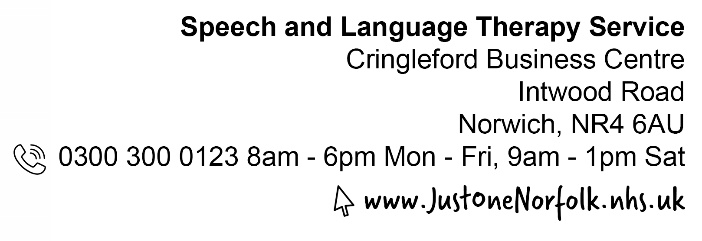 Speech and Language Therapy Service
Cringleford Business Centre
Intwood Road
Norwich, NR4 6AU
0300 300 0123 8am - 6pm Mon - Fri, 9am - 1pm Sat
www.JustoneNorfolk.nhs.uk